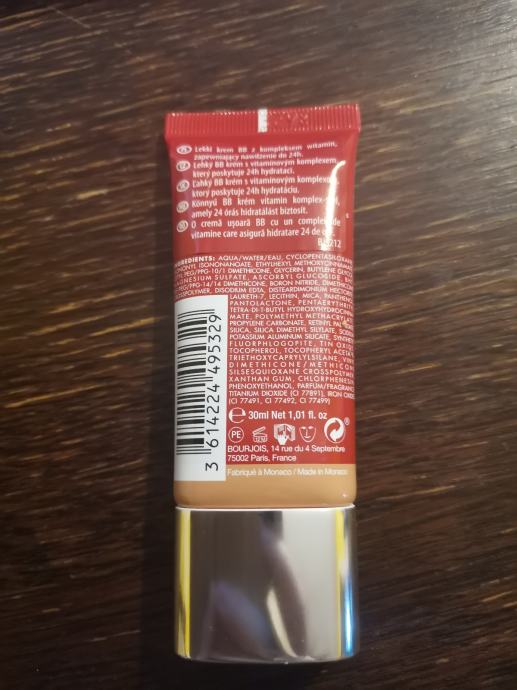 Lekki krem BB z kompleksem witamin,
zapewniający nawilżenie do 24h.
Lehký BB krém s vitamínovým komplexem,
který poskytuje 24h hydrataci.
Ľahký BB krém s vitamínovým komplexom,
ktorý poskytuje 24h hydratáciu.
Könnyű BB krém vitamin komplex-szel,
amely 24 órás hidratálást biztosít.
O cremă ușoară BB cu un complex de
vitamine care asigură hidratare 24 de ore.
INGREDIENTS: AQUA/WATER/EAU, CYCLOPENTASILOXANE,
ISONONYL ISONONANOATE, ETHYLHEXYL METHOXYCINNAMATE,
PEG/PPG-10/1 DIMETHICONE, GLYCERIN, BUTYLENE GLYCOL,
MAGNESIUM SULFATE, ASCORBYL GLUCOSIDE,
PEG/PPG-14/14 DIMETHICONE, BORON NITRIDE, DIMETHICONE
CROSSPOLYMER, DISODIUM EDTA, DISTEARDIMONIUM HECTORITE,
LAURETH-7, LECITHIN, MICA, PANTHENOL,
PANTOLACTONE, PENTAERYTHRITYL
TETRA-DI-T-BUTYL HYDROXYHYDROCINNA-
MATE, POLYMETHYL METHACRYLATE,
PROPYLENE CARBONATE, RETINYL PALMITATE,
SILICA, SILICA DIMETHYL SILYLATE, SODIUM
POTASSIUM ALUMINUM SILICATE, SYNTHETIC
FLUORPHLOGOPITE, TIN OXIDE,
TOCOPHEROL, TOCOPHERYL ACETATE,
TRIETHOXYCAPRYLYLSILANE, VINYL
DIMETHICONE/METHICONE
SILSESQUIOXANE CROSSPOLYMER,
XANTHAN GUM, CHLORPHENESIN,
PHENOXYETHANOL, PARFUM/FRAGRANCE,
TITANIUM DIOXIDE (CI 77891), IRON OXIDES
(CI 77491, CI 77492, CI 77499)
e 30ml Net 1,01 fl. oz
PE 12 M
BOURJOIS, 14 rue du 4 Septembre
75002 Paris, France
Fabriqué à Monaco / Made in Monaco
3 614224 495329